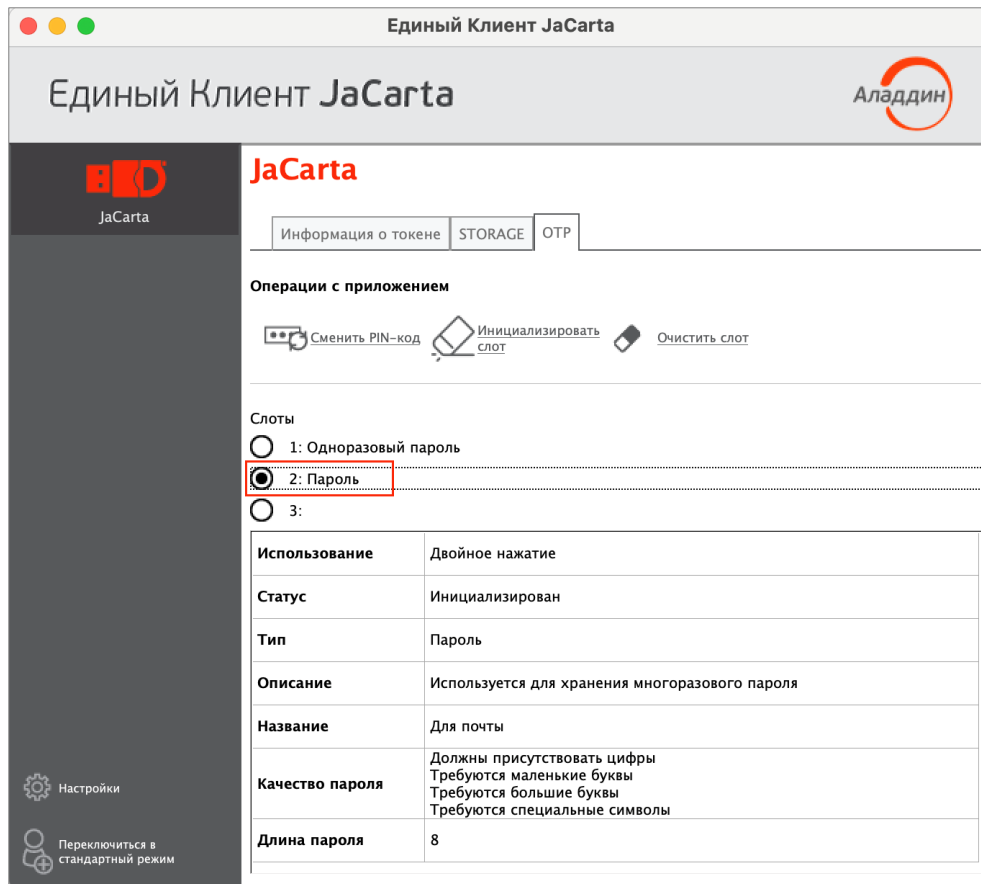 Единый Клиент JaCarta
Единый Клиент JaCarta
Аладдин
JaCarta
JaCarta
Информация о токене
STORAGE
OTP
Операции с приложением
Сменить PIN-код
Инициализировать
слот
Очистить слот
Слоты
1: Одноразовый пароль
2: Пароль
3:
Использование Двойное нажатие
Статус Инициализирован
Тип Пароль
Описание Используется для хранения многоразового пароля
Название Для почты
Качество пароля
Должны присутствовать цифры
Требуются маленькие буквы
Требуются большие буквы
Требуются специальные символы
Длина пароля 8
Настройки
Переключиться в
стандартный режим